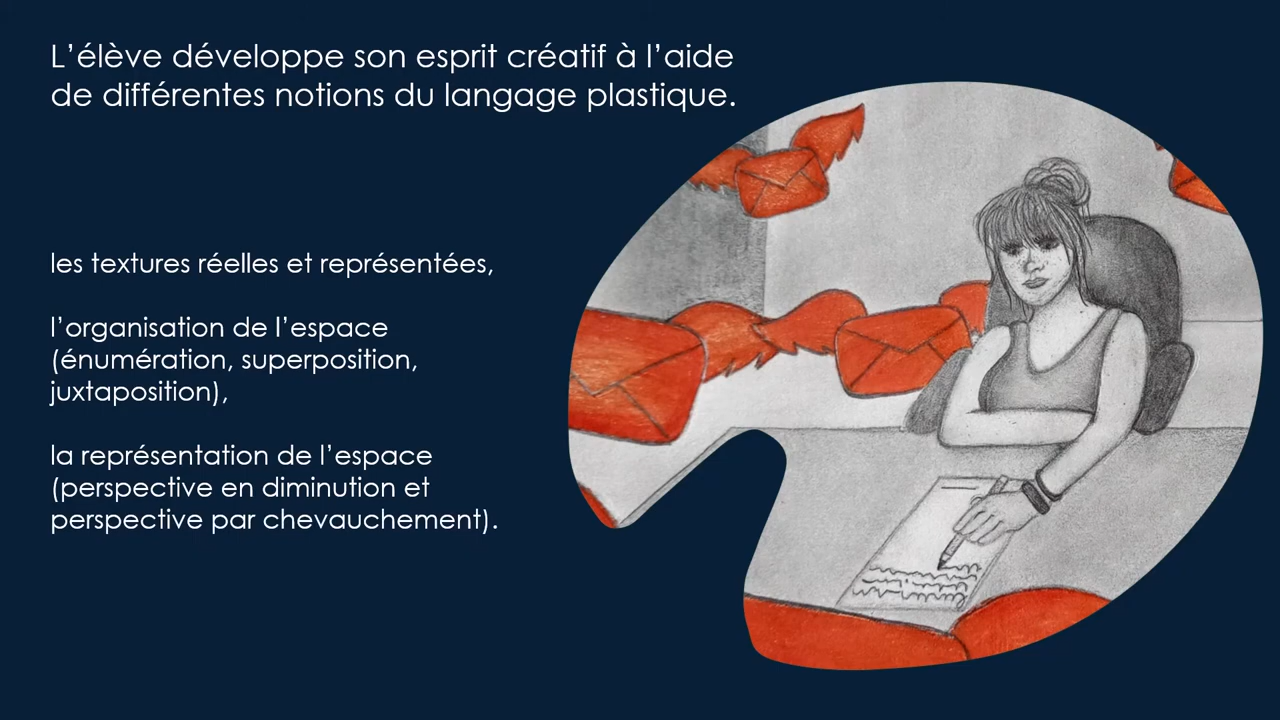 L’élève développe son esprit créatif à l’aide
de différentes notions du langage plastique.
les textures réelles et représentées,
l’organisation de l’espace
(énumération, superposition,
juxtaposition),
la représentation de l’espace
(perspective en diminution et
perspective par chevauchement).